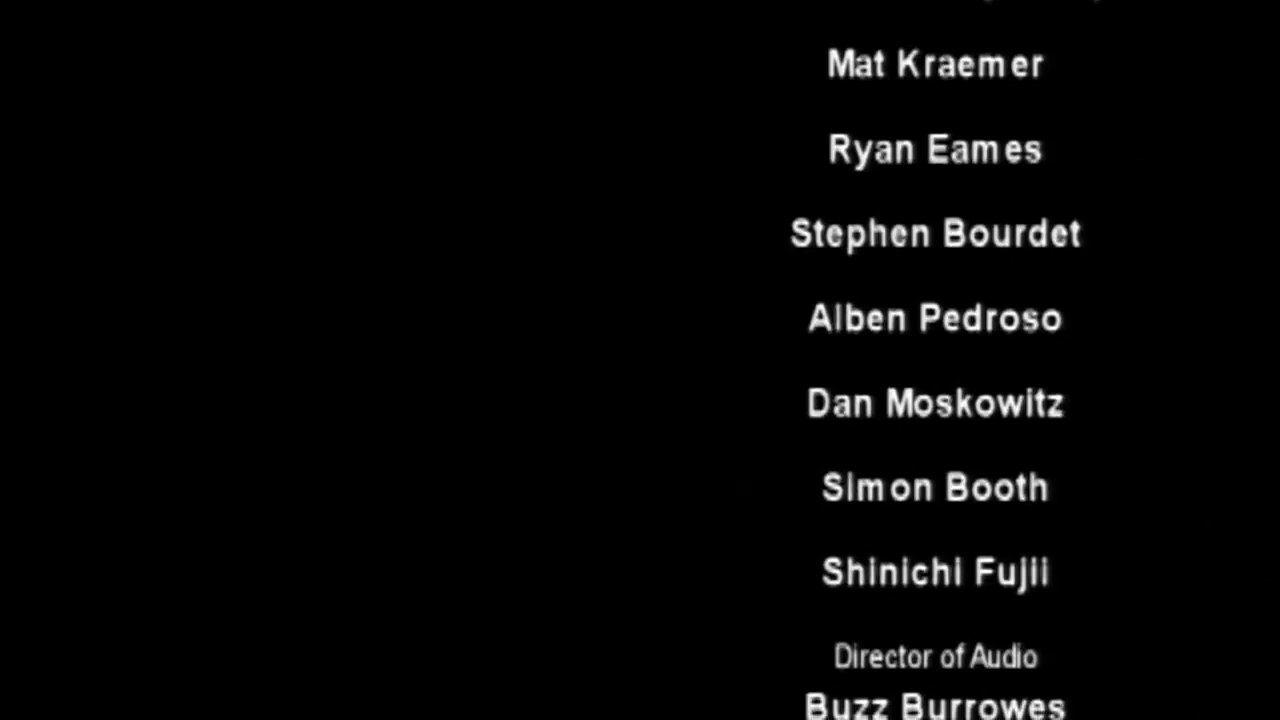 Mat Kraemer
Ryan Eames
Stephen Bourdet
Alben Pedroso
Dan Moskowitz
Simon Booth
Shinichi Fujii
Director of Audio
Buzz Burrowes